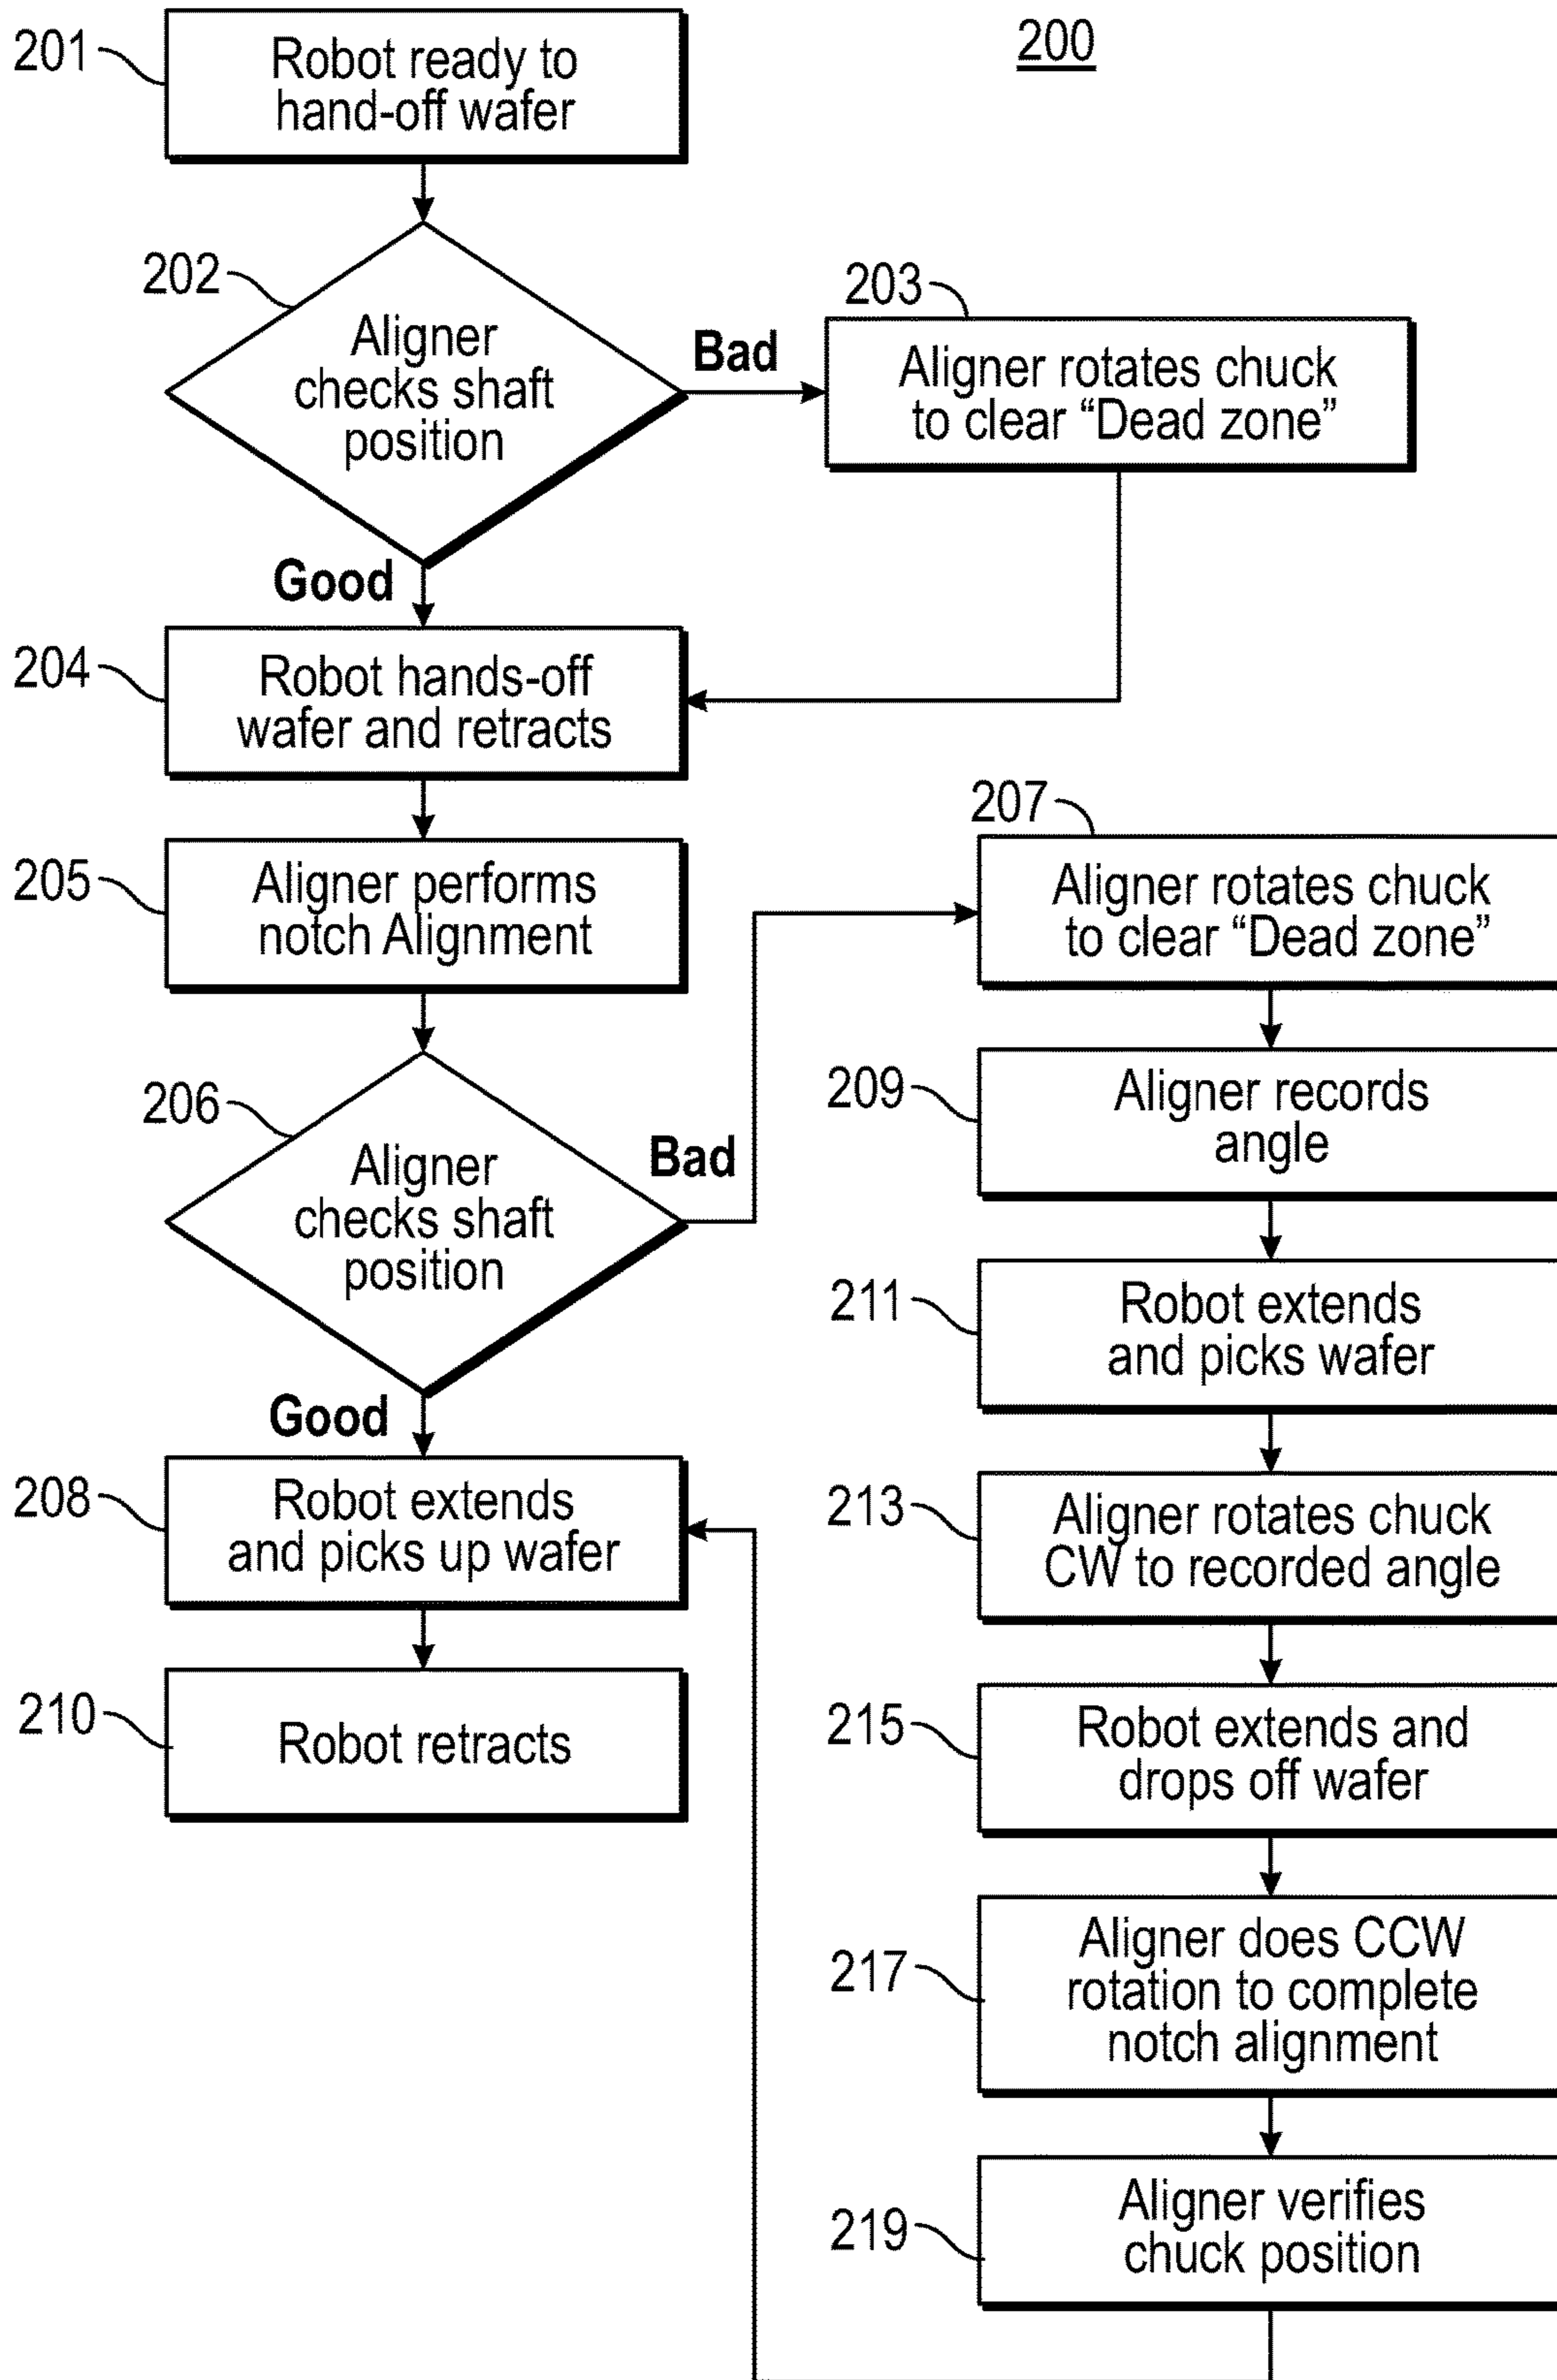 200
201
Robot ready to
hand-off wafer
202
Aligner
checks shaft
position
Bad
203
Aligner rotates chuck
to clear “Dead zone”
Good
204
Robot hands-off
wafer and retracts
205
Aligner performs
notch Alignment
206
Aligner
checks shaft
position
Bad
207
Aligner rotates chuck
to clear “Dead zone”
209
Aligner records
angle
211
Robot extends
and picks wafer
213
Aligner rotates chuck
CW to recorded angle
215
Robot extends and
drops off wafer
217
Aligner does CCW
rotation to complete
notch alignment
219
Aligner verifies
chuck position
Good
208
Robot extends
and picks up wafer
210
Robot retracts